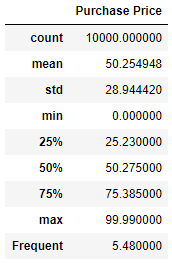 Purchase Price
count 10000.000000
mean 50.254948
std 28.944420
min 0.000000
25% 25.230000
50% 50.275000
75% 75.385000
max 99.990000
Frequent 5.480000